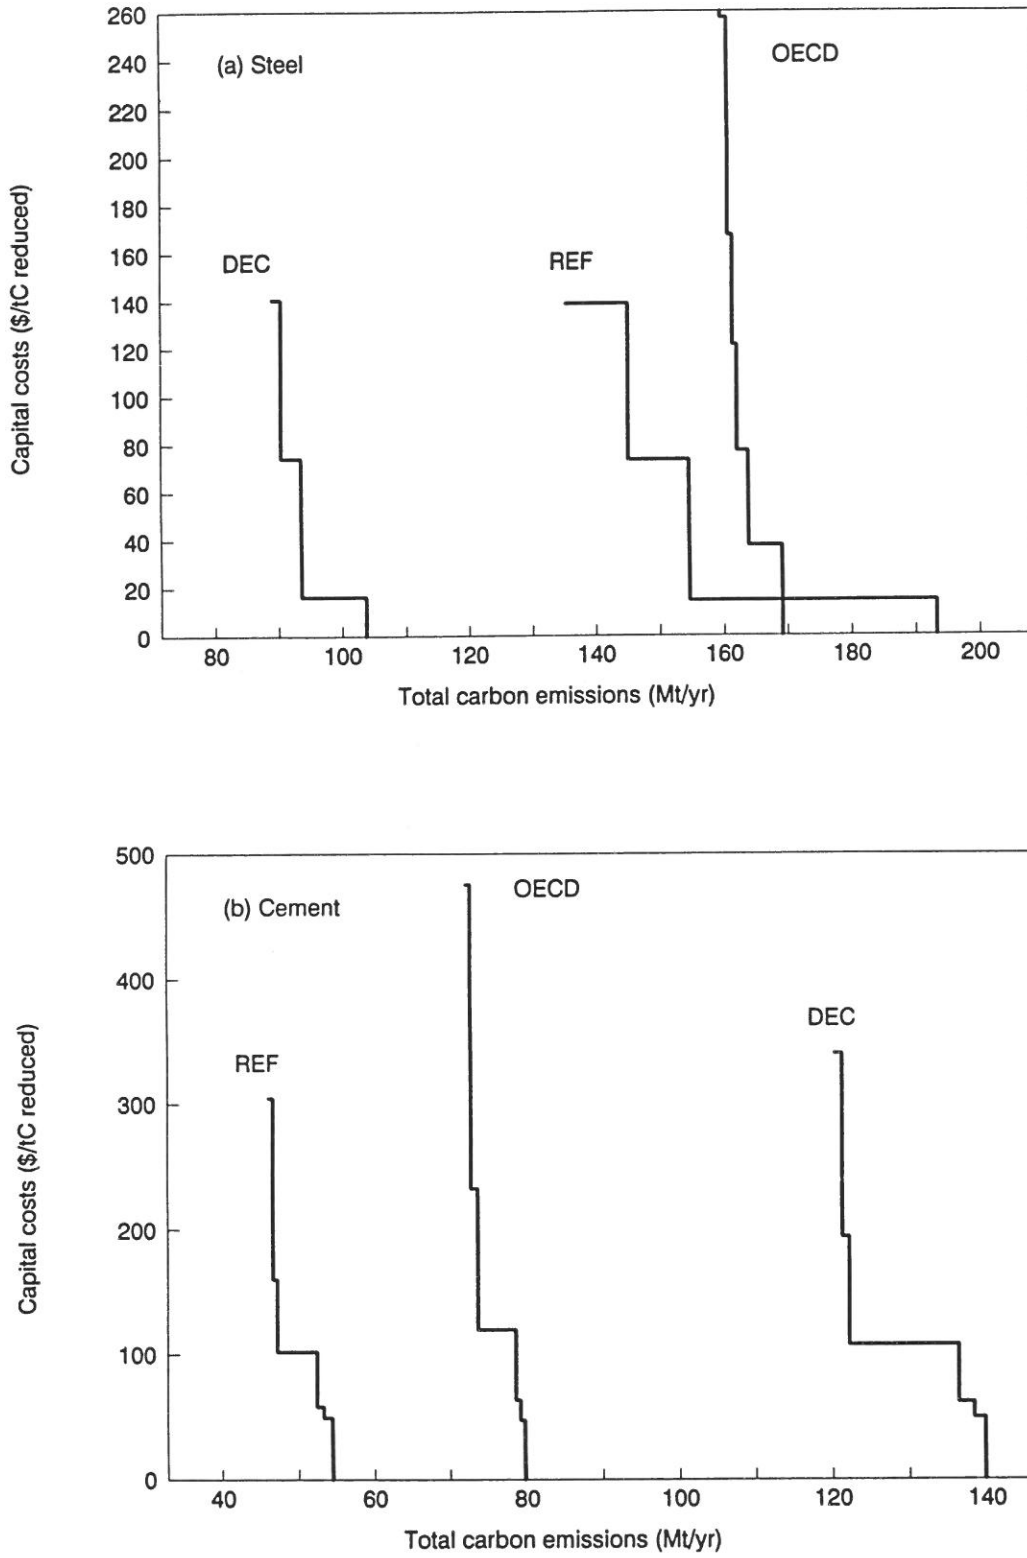 260
240
220
200
180
160
140
120
100
80
60
40
20
0
Capital costs ($/tC reduced)
(a) Steel
OECD
DEC
REF
80 100 120 140 160 180 200
Total carbon emissions (Mt/yr)
500
400
300
200
100
0
Capital costs ($/tC reduced)
(b) Cement
OECD
DEC
REF
40 60 80 100 120 140
Total carbon emissions (Mt/yr)